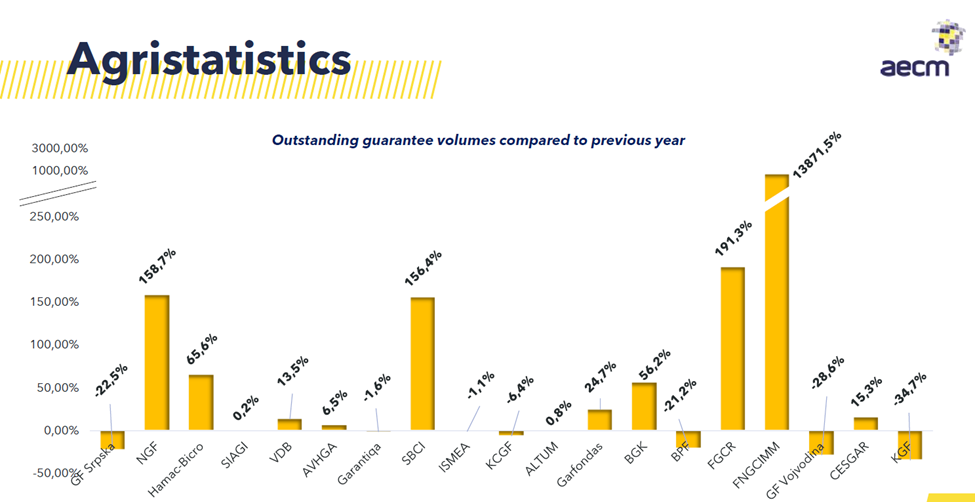 Agristatistics
aecm
Outstanding guarantee volumes compared to previous year
3000,00%
1000,00%
250,00%
200,00%
150,00%
100,00%
50,00%
0,00%
-50,00%
-22,5%
158,7%
65,6%
0,2%
13,5%
6,5%
-1,6%
156,4%
-1,1%
-6,4%
0,8%
24,7%
56,2%
-21,2%
191,3%
13871,5%
-28,6%
15,3%
-34,7%
GF Srpska
NGF
Hamac-Bicro
SIAGI
VDB
AVHGA
Garantiqa
SBCI
ISMEA
KCGF
ALTUM
Garfondas
BGK
BPF
FGCR
FNGCIMM
GF Vojvodina
CESGAR
KGF